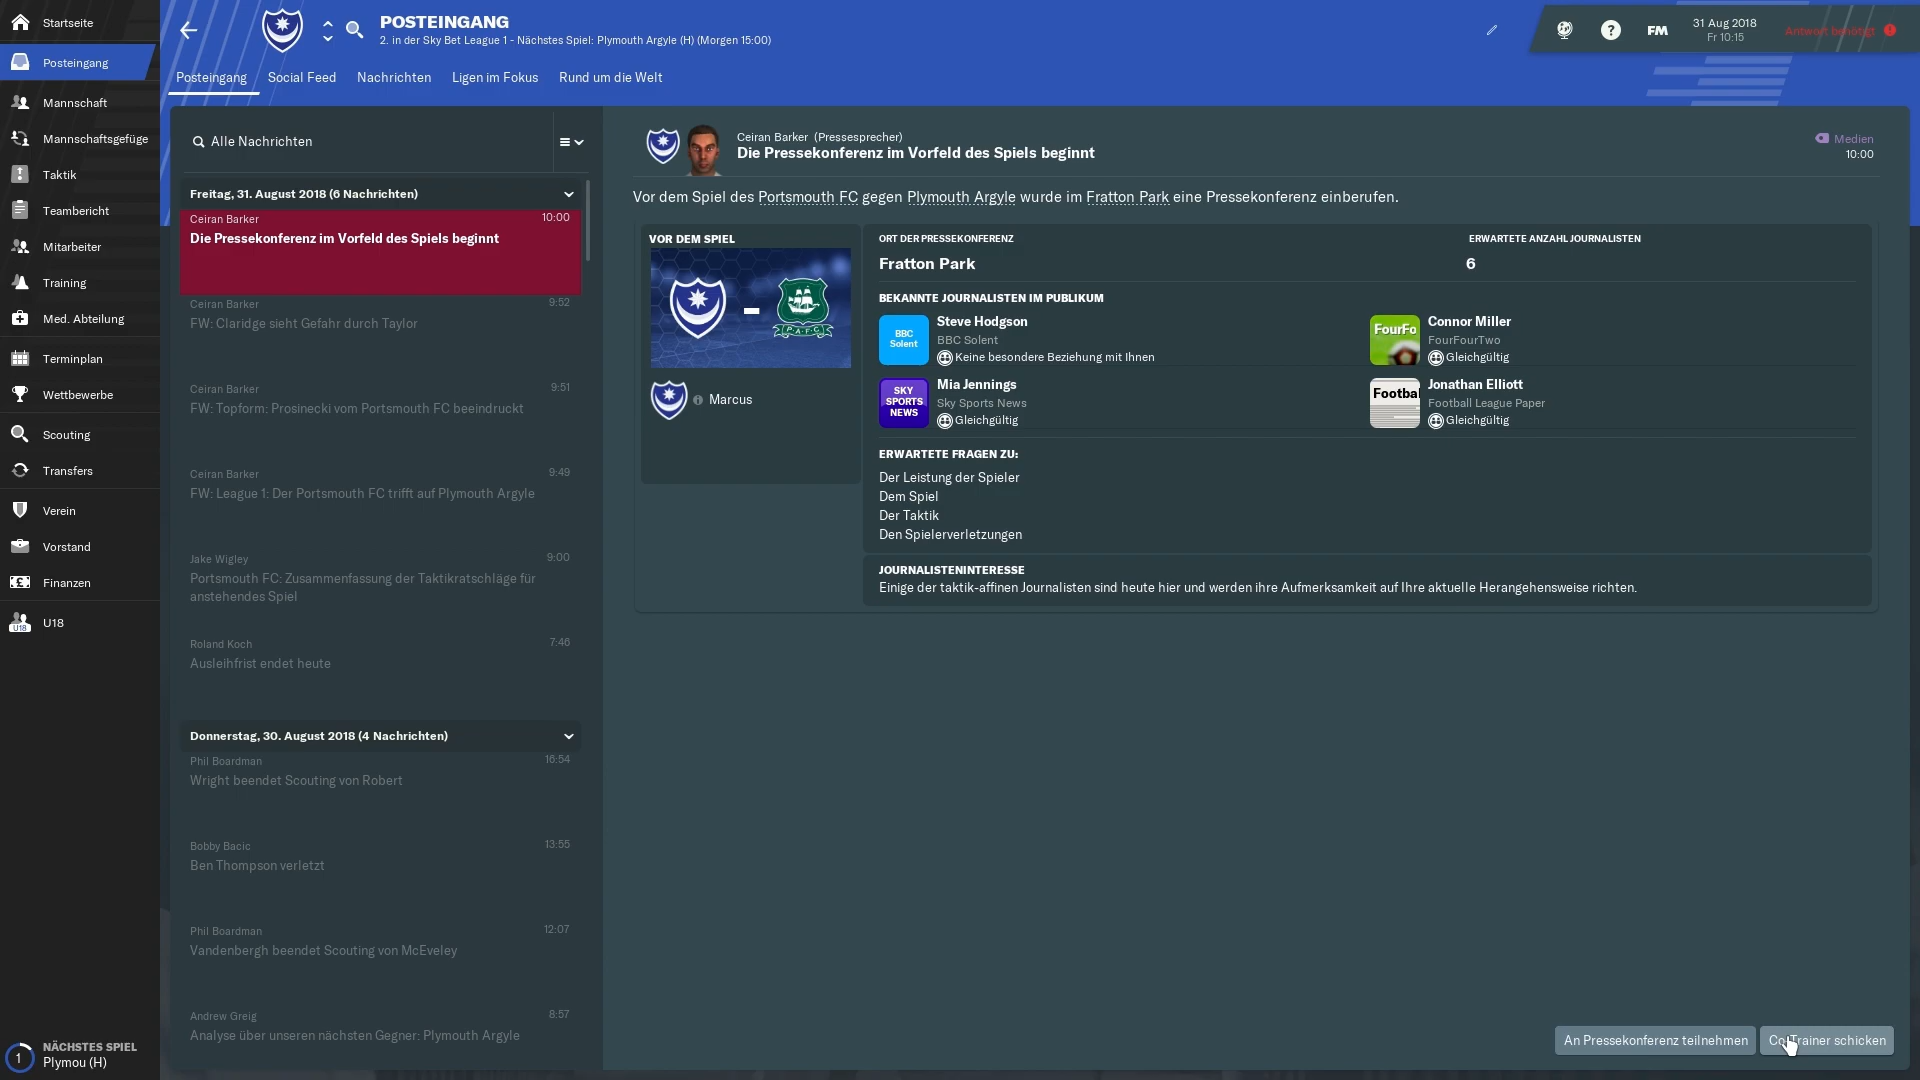 Startseite
Posteingang
Mannschaft
Mannschaftsgefüge
Taktik
Teambericht
Mitarbeiter
Training
Med. Abteilung
Terminplan
Wettbewerbe
Scouting
Transfers
Verein
Vorstand
Finanzen
U18
U18
1
NÄCHSTES SPIEL
Plymou (H)
POSTEINGANG
2. in der Sky Bet League 1 - Nächstes Spiel: Plymouth Argyle (H) (Morgen 15:00)
?
FM
31 Aug 2018
Fr 10:15
Antwort benötigt
Posteingang Social Feed Nachrichten Ligen im Fokus Rund um die Welt
Alle Nachrichten
Freitag, 31. August 2018 (6 Nachrichten)
Ceiran Barker 10:00
Die Pressekonferenz im Vorfeld des Spiels beginnt
Ceiran Barker 9:52
FW: Claridge sieht Gefahr durch Taylor
Ceiran Barker 9:51
FW: Topform: Prosinecki vom Portsmouth FC beeindruckt
Ceiran Barker 9:49
FW: League 1: Der Portsmouth FC trifft auf Plymouth Argyle
Jake Wigley 9:00
Portsmouth FC: Zusammenfassung der Taktikratschläge für
anstehendes Spiel
Roland Koch 7:46
Ausleihfrist endet heute
Donnerstag, 30. August 2018 (4 Nachrichten)
Phil Boardman 16:54
Wright beendet Scouting von Robert
Bobby Bacic 13:55
Ben Thompson verletzt
Phil Boardman 12:07
Vandenbergh beendet Scouting von McEveley
Andrew Greig 8:57
Analyse über unseren nächsten Gegner: Plymouth Argyle
Ceiran Barker (Pressesprecher)
Die Pressekonferenz im Vorfeld des Spiels beginnt
Medien
10:00
Vor dem Spiel des Portsmouth FC gegen Plymouth Argyle wurde im Fratton Park eine Pressekonferenz einberufen.
VOR DEM SPIEL
P.A.F.C
Marcus
ORT DER PRESSEKONFERENZ
Fratton Park
ERWARTETE ANZAHL JOURNALISTEN
6
BEKANNTE JOURNALISTEN IM PUBLIKUM
BBC
Solent
Steve Hodgson
BBC Solent
Keine besondere Beziehung mit Ihnen
FourFo
Connor Miller
FourFourTwo
Gleichgültig
SKY
SPORTS
NEWS
Mia Jennings
Sky Sports News
Gleichgültig
Footbal
Jonathan Elliott
Football League Paper
Gleichgültig
ERWARTETE FRAGEN ZU:
Der Leistung der Spieler
Dem Spiel
Der Taktik
Den Spielerverletzungen
JOURNALISTENINTERESSE
Einige der taktik-affinen Journalisten sind heute hier und werden ihre Aufmerksamkeit auf Ihre aktuelle Herangehensweise richten.
An Pressekonferenz teilnehmen
Co-Trainer schicken